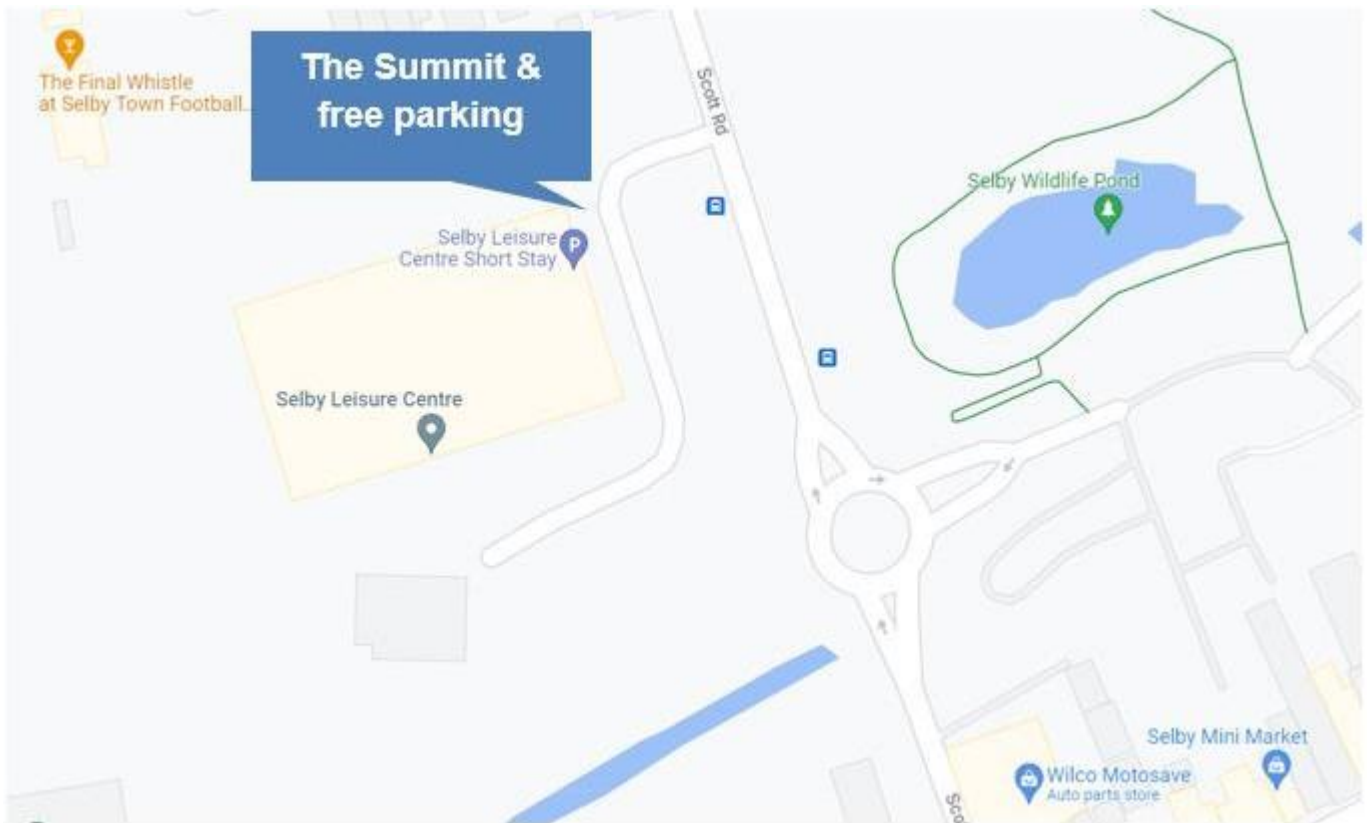 The Final Whistle
at Selby Town Football...
The Summit &
free parking
Scott Rd
Selby Wildlife Pond
Selby Leisure
Centre Short Stay
P
Selby Leisure Centre
Selby Mini Market
Wilco Motosave
Auto parts store
Sco